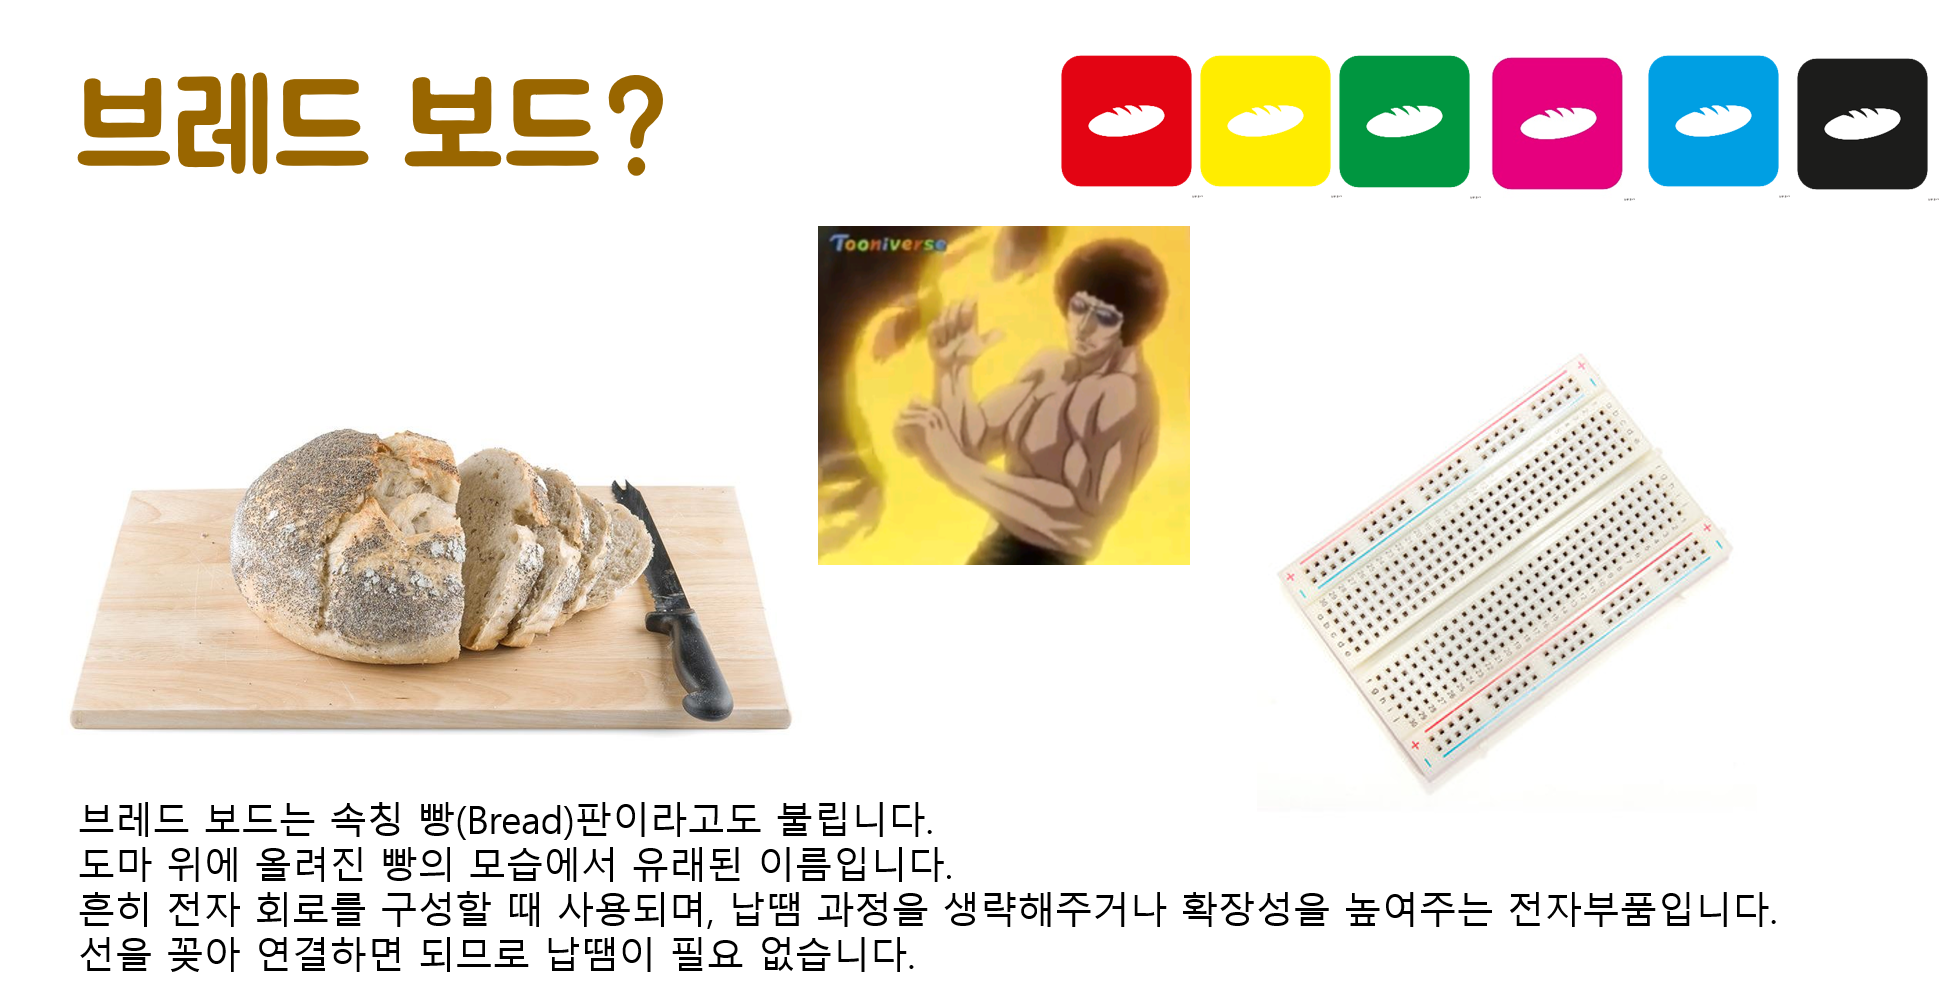 브레드 보드?
Tooniverse
브레드 보드는 속칭 빵(Bread)판이라고도 불립니다.
도마 위에 올려진 빵의 모습에서 유래된 이름입니다.
흔히 전자 회로를 구성할 때 사용되며, 납땜 과정을 생략해주거나 확장성을 높여주는 전자부품입니다.
선을 꽂아 연결하면 되므로 납땜이 필요 없습니다.